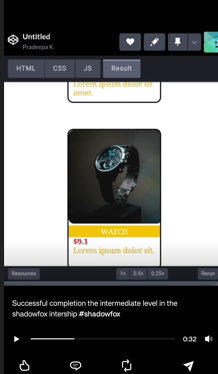 Untitled
Pradeepa K
HTML CSS JS Result
Lorem ipsum dolor sit
amet.
WATCH
$9.1
Lorem ipsum dolor sit.
Resources 1× 0.5× 0.25× Rerun
Successful completion the intermediate level in the
shadowfox intership #shadowfox
0:32